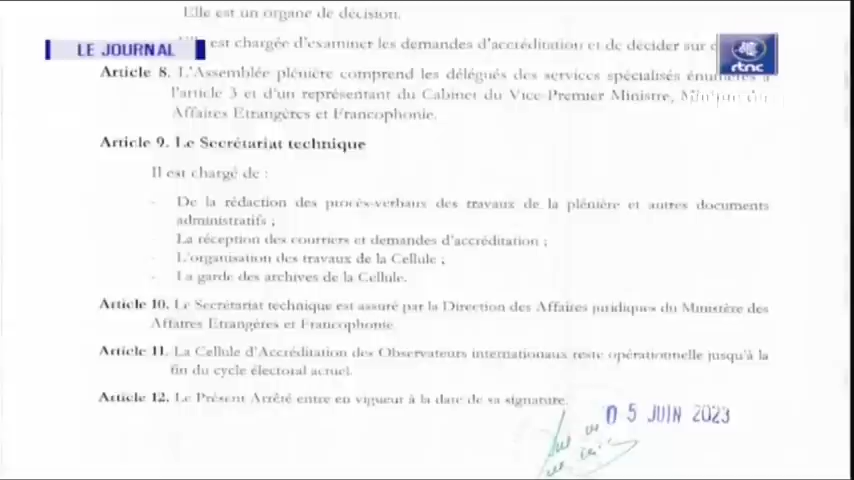 Elle est un organe de décision.
est chargée d'examiner les demandes d'accréditation et de décider sur
LE JOURNAL
rtnc
Article 8. L'Assemblée plénière comprend les délégués des services spécialisés énumérés à
l'article 3 et d'un représentant du Cabinet du Vice-Premier Ministre,
Affaires Etrangères et Francophonie.
Article 9. Le Secrétariat technique
Il est chargé de :
- De la rédaction des procès-verbaux des travaux de la plénière et autres documents
administratifs ;
- La réception des courriers et demandes d'accréditation ;
- L'organisation des travaux de la Cellule ;
- La garde des archives de la Cellule.
Article 10. Le Secrétariat technique est assuré par la Direction des Affaires juridiques du Ministère des
Affaires Etrangères et Francophonie.
Article 11. La Cellule d'Accréditation des Observateurs internationaux reste opérationnelle jusqu'à la
fin du cycle électoral actuel.
Article 12. Le Présent Arrêté entre en vigueur à la date de sa signature.
0 5 JUIN 2023